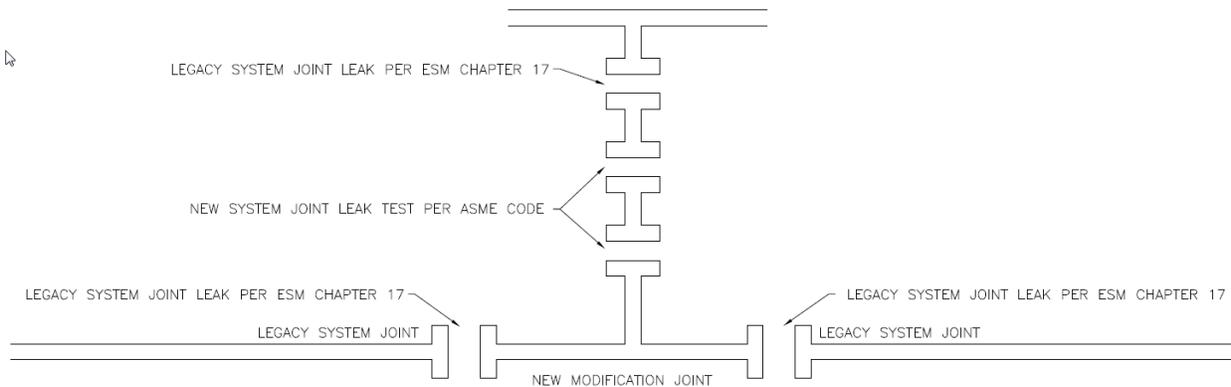 LEGACY SYSTEM JOINT LEAK PER ESM CHAPTER 17
NEW SYSTEM JOINT LEAK TEST PER ASME CODE
LEGACY SYSTEM JOINT LEAK PER ESM CHAPTER 17
LEGACY SYSTEM JOINT LEAK PER ESM CHAPTER 17
LEGACY SYSTEM JOINT
LEGACY SYSTEM JOINT
NEW MODIFICATION JOINT